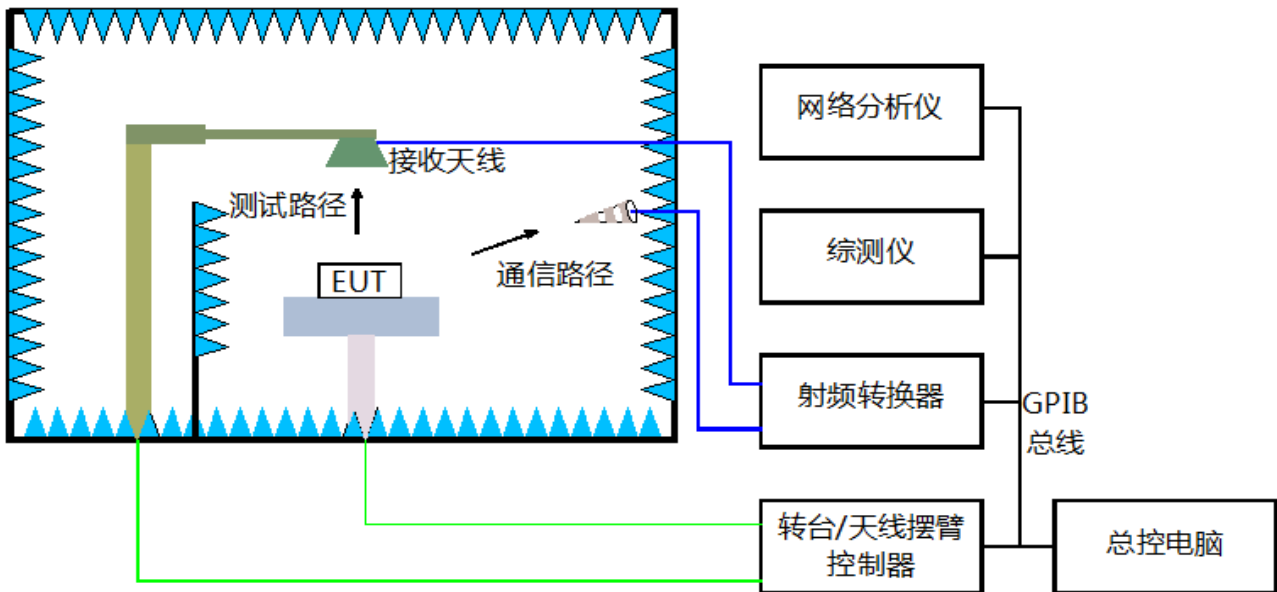 网络分析仪
接收天线
测试路径
综测仪
通信路径
EUT
射频转换器
GPIB
总线
转台/天线摆臂
控制器
总控电脑